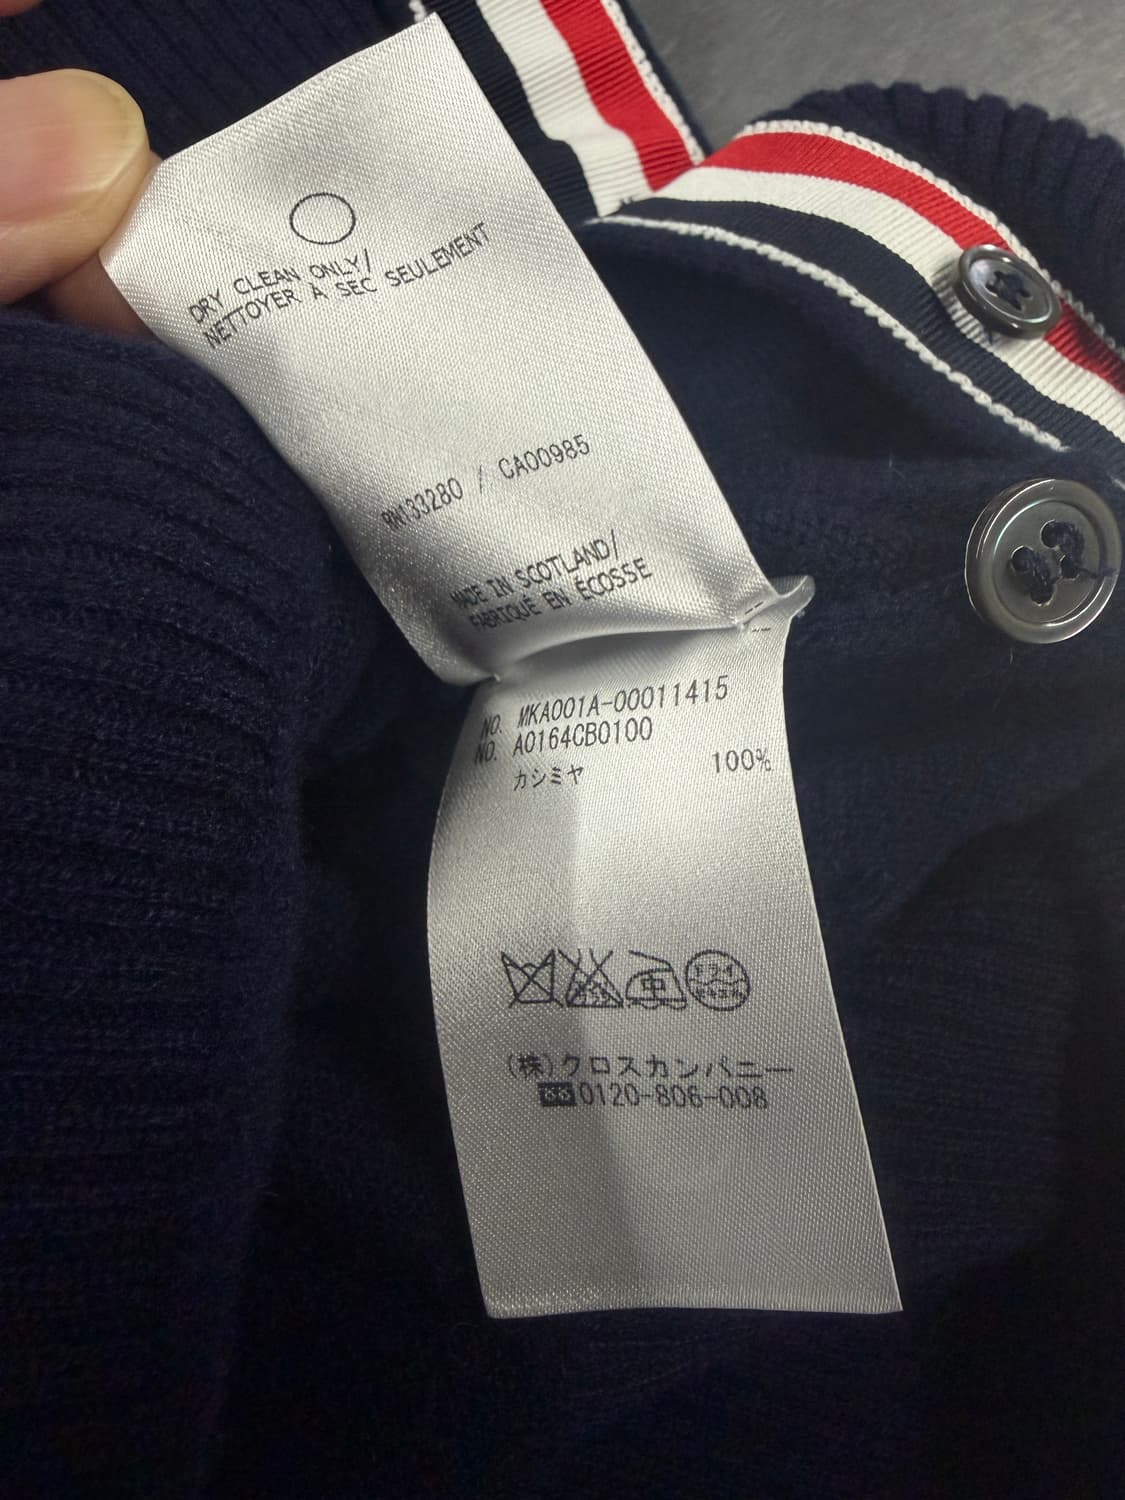 DRY CLEAN ONLY/
NETTOYER À SEC SEULEMENT
RN133280 / CA00985
MADE IN SCOTLAND/
FABRIQUÉ EN ÉCOSSE
NO. MKA001A-00011415
NO. A0164CB0100
カシミヤ 100%
中
(株)クロスカンパニー
0120-806-008